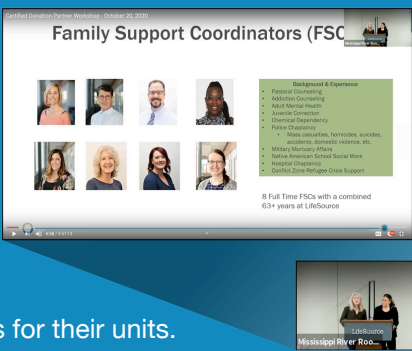 Certified Donation Partner Workshop - October 20, 2020
Family Support Coordinators (FSC
Mississippi River Roo...
Background & Experience
• Pastoral Counseling
• Addiction Counseling
• Adult Mental Health
• Juvenile Correction
• Chemical Dependency
• Police Chaplaincy
• Mass casualties, homicides, suicides,
accidents, domestic violence, etc.
• Military Mortuary Affairs
• Native American School Social Work
• Hospital Chaplaincy
• Conflict Zone Refugee Crisis Support
8 Full Time FSCs with a combined
63+ years at LifeSource
s for their units.
LifeSource
Mississippi River Roo...